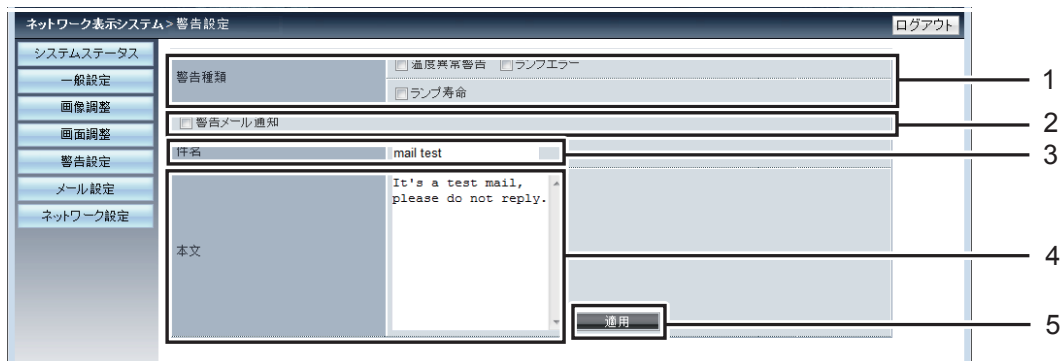 ネットワーク表示システム>警告設定
ログアウト
システムステータス
一般設定
画像調整
画面調整
警告設定
メール設定
ネットワーク設定
警告種類
温度異常警告 ランプエラー
ランプ寿命
1
警告メール通知
2
件名
mail test
3
本文
It's a test mail,
please do not reply.
4
適用
5